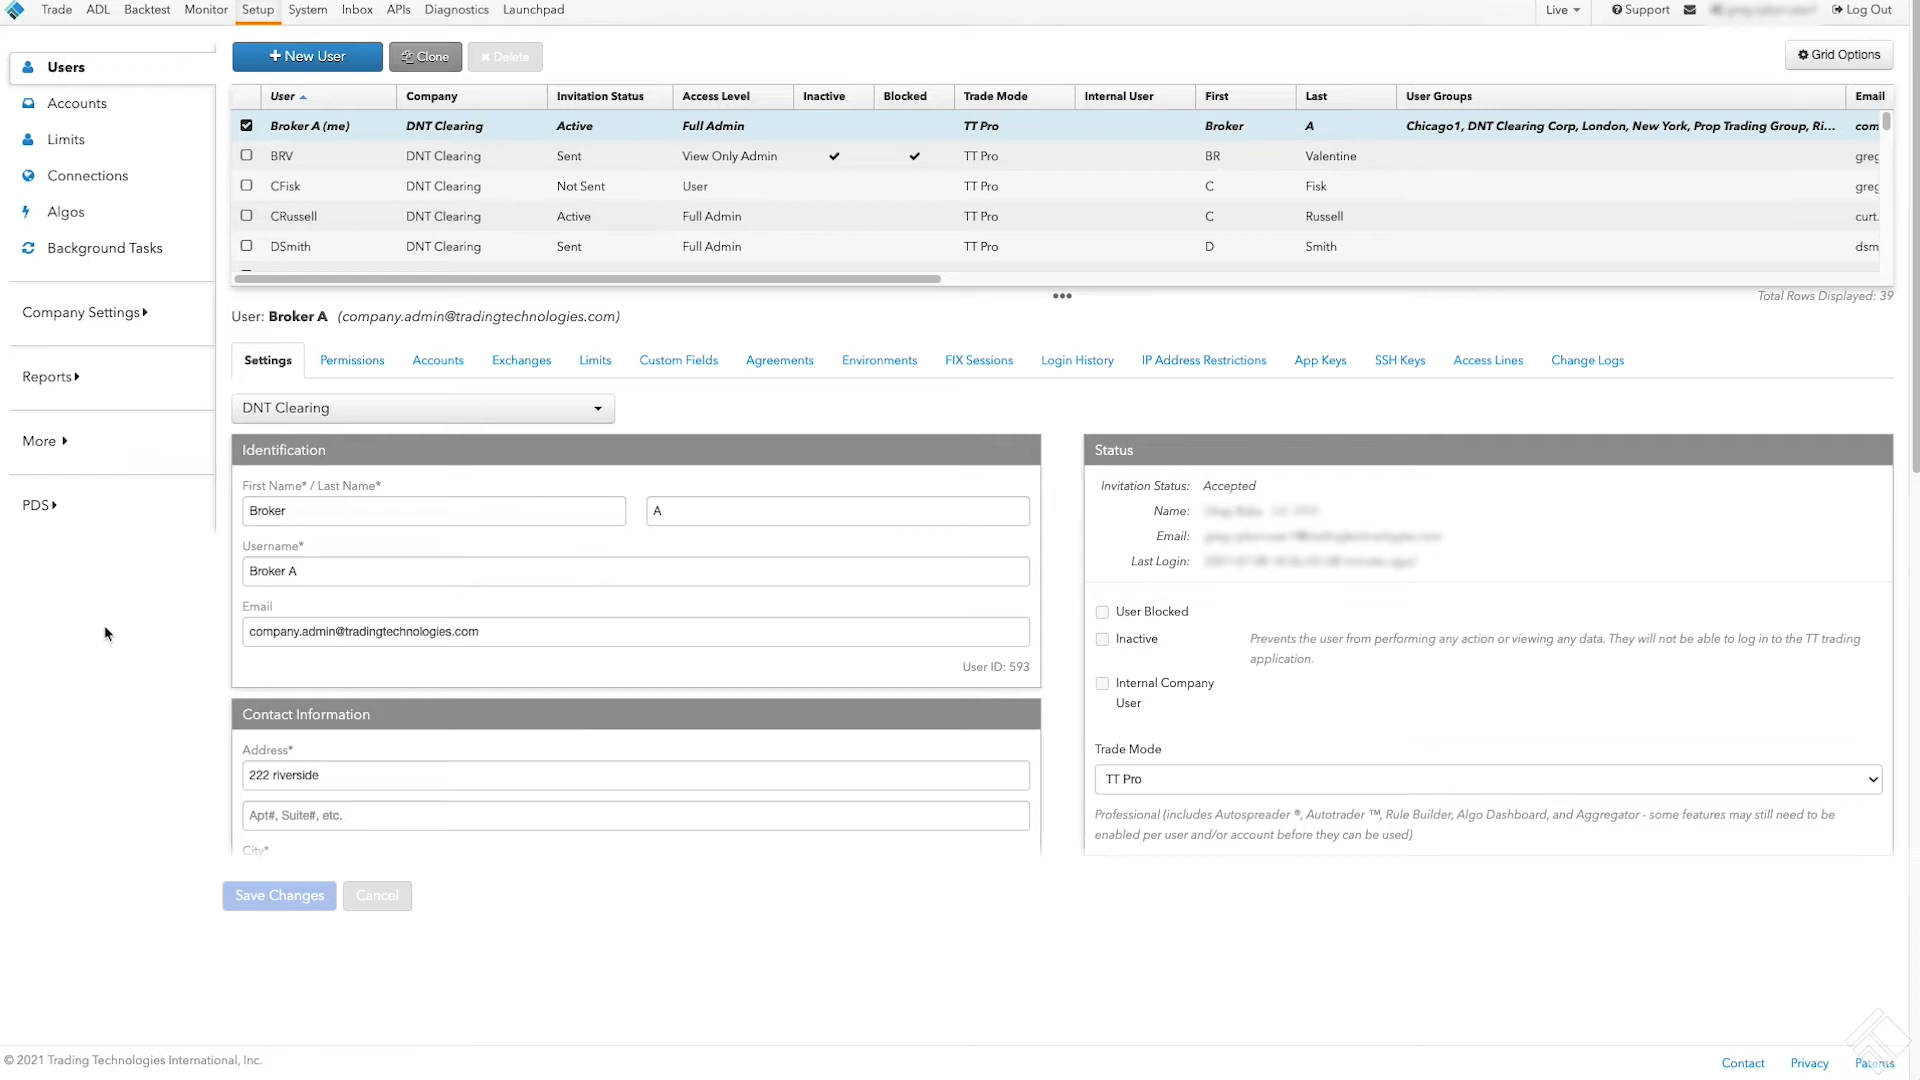 Trade ADL Backtest Monitor Setup System Inbox APIs Diagnostics Launchpad Live Support Log Out
Users
Accounts
Limits
Connections
Algos
Background Tasks
Company Settings
Reports
More
PDS
New User Clone Delete Grid Options
User Company Invitation Status Access Level Inactive Blocked Trade Mode Internal User First Last User Groups Email
Broker A (me) DNT Clearing Active Full Admin TT Pro Broker A Chicago1, DNT Clearing Corp, London, New York, Prop Trading Group, Ri... com
BRV DNT Clearing Sent View Only Admin TT Pro BR Valentine greg
CFisk DNT Clearing Not Sent User TT Pro C Fisk greg
CRussell DNT Clearing Active Full Admin TT Pro C Russell curt.
DSmith DNT Clearing Sent Full Admin TT Pro D Smith dsm
Total Rows Displayed: 39
User: Broker A (company.admin@tradingtechnologies.com)
Settings Permissions Accounts Exchanges Limits Custom Fields Agreements Environments FIX Sessions Login History IP Address Restrictions App Keys SSH Keys Access Lines Change Logs
DNT Clearing
Identification
First Name* / Last Name*
Broker A
Username*
Broker A
Email
company.admin@tradingtechnologies.com
User ID: 593
Contact Information
Address*
222 riverside
Apt#, Suite#, etc.
City*
Save Changes Cancel
Status
Invitation Status: Accepted
Name:
Email:
Last Login:
User Blocked
Inactive Prevents the user from performing any action or viewing any data. They will not be able to log in to the TT trading
application.
Internal Company
User
Trade Mode
TT Pro
Professional (includes Autospreader ®, Autotrader ™, Rule Builder, Algo Dashboard, and Aggregator - some features may still need to be
enabled per user and/or account before they can be used)
© 2021 Trading Technologies International, Inc.
Contact Privacy Patents